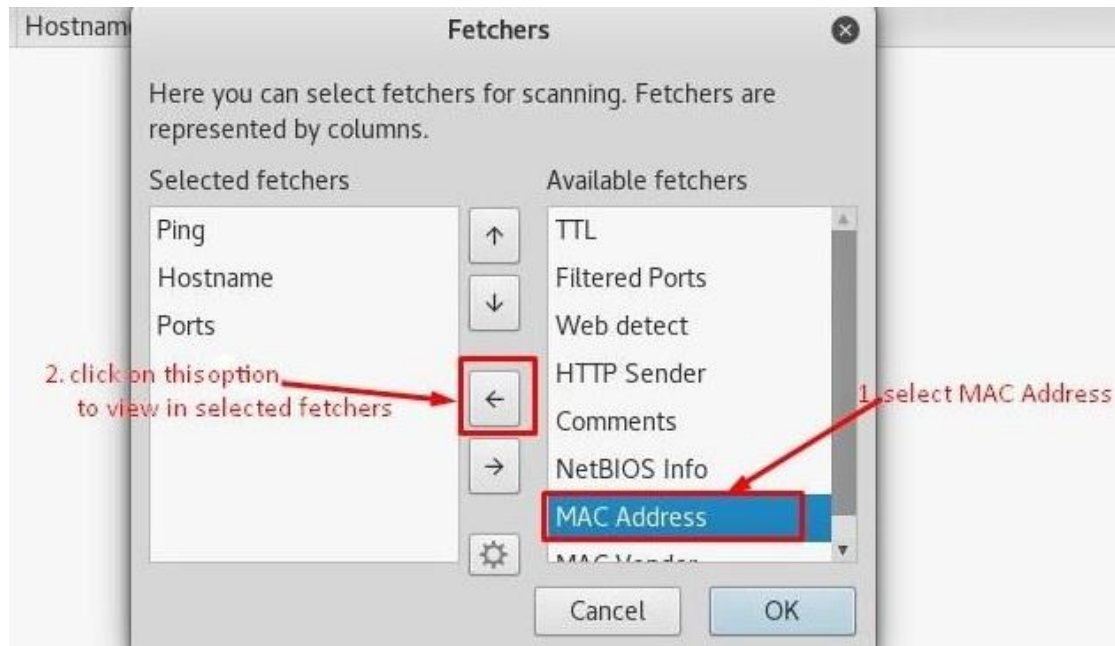 Hostnam
Fetchers
Here you can select fetchers for scanning. Fetchers are
represented by columns.
Selected fetchers
Available fetchers
Ping
Hostname
Ports
TTL
Filtered Ports
Web detect
HTTP Sender
Comments
NetBIOS Info
MAC Address
MAC Vendor
2. click on this option
to view in selected fetchers
1. select MAC Address
Cancel
OK